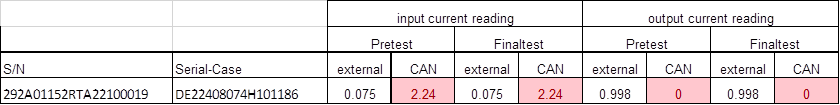 input current reading output current reading
Pretest Finaltest Pretest Finaltest
S/N Serial-Case external CAN external CAN external CAN external CAN
292A01152RTA22100019 DE22408074H101186 0.075 2.24 0.075 2.24 0.998 0 0.998 0